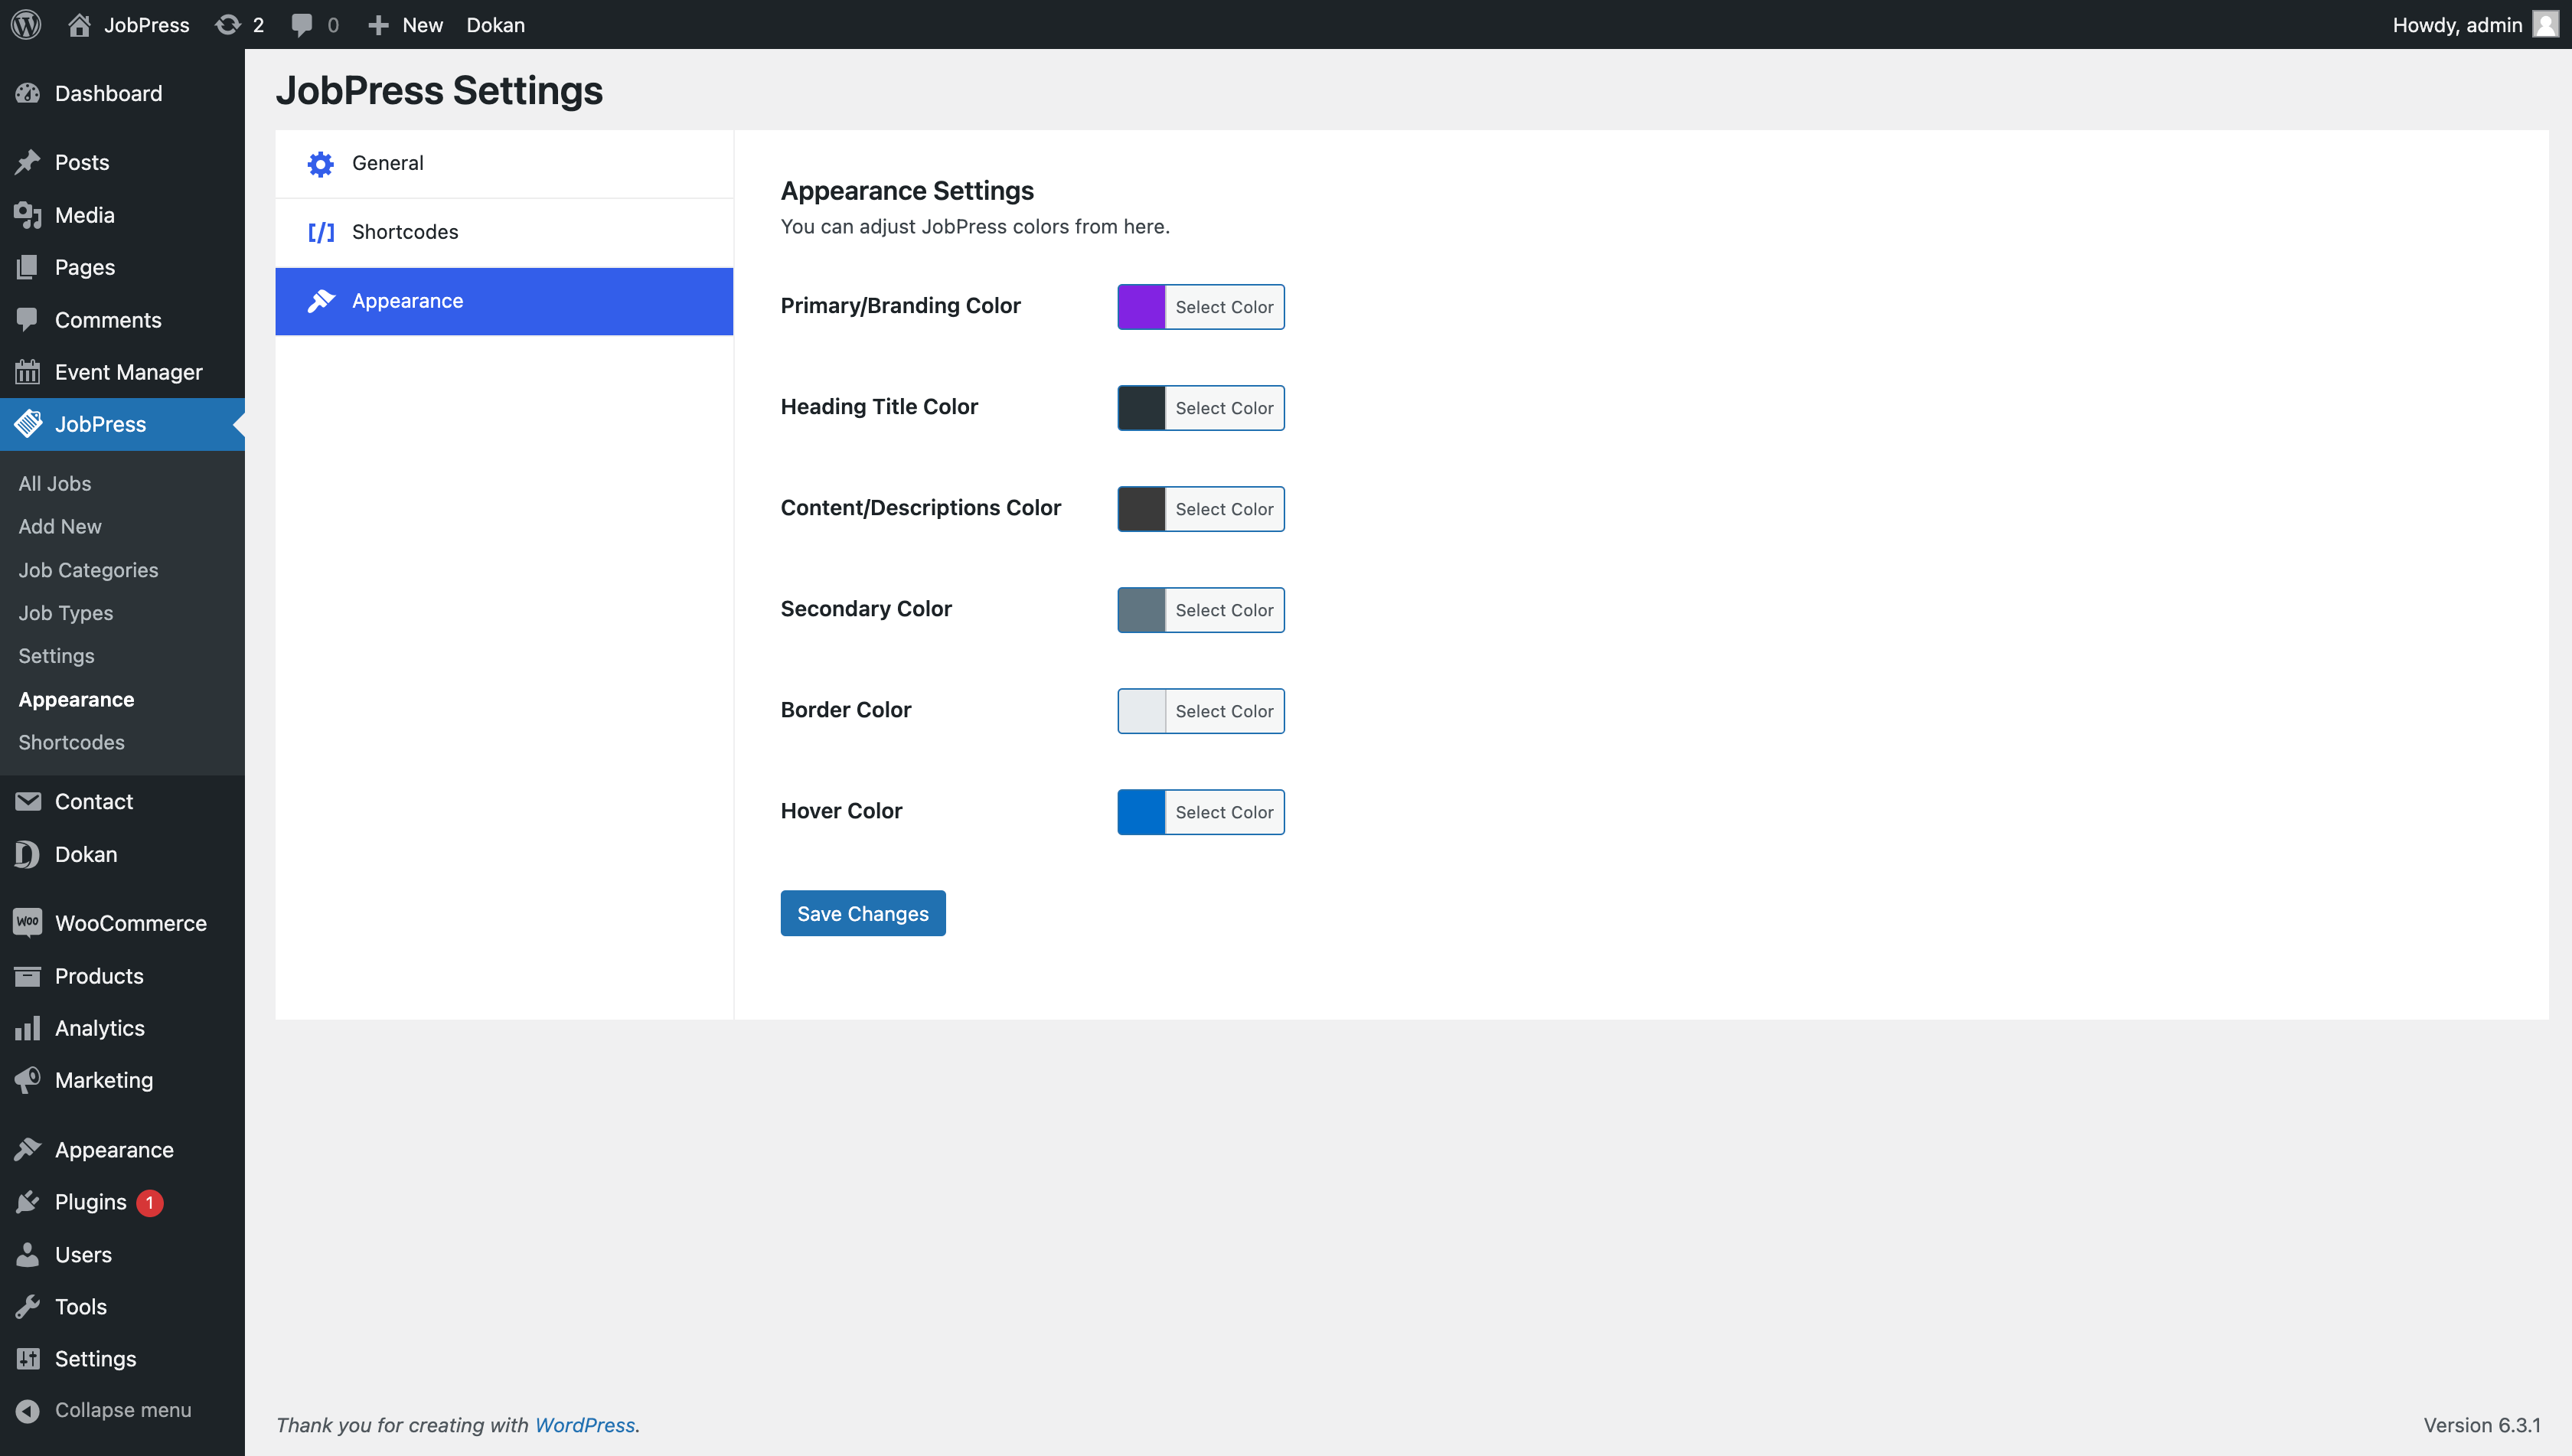 JobPress 2 0 New Dokan Howdy, admin
Dashboard
Posts
Media
Pages
Comments
Event Manager
JobPress
All Jobs
Add New
Job Categories
Job Types
Settings
Appearance
Shortcodes
Contact
Dokan
Woo WooCommerce
Products
Analytics
Marketing
Appearance
Plugins 1
Users
Tools
Settings
Collapse menu
JobPress Settings
General
[/] Shortcodes
Appearance
Appearance Settings
You can adjust JobPress colors from here.
Primary/Branding Color Select Color
Heading Title Color Select Color
Content/Descriptions Color Select Color
Secondary Color Select Color
Border Color Select Color
Hover Color Select Color
Save Changes
Thank you for creating with WordPress. Version 6.3.1